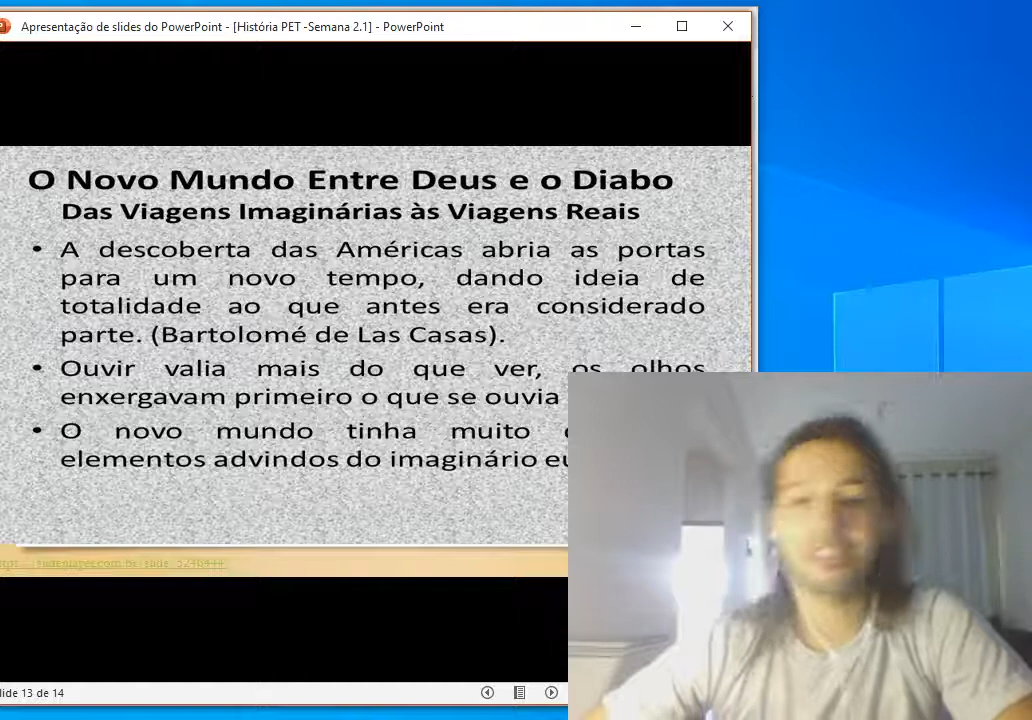 Apresentação de slides do PowerPoint - [História PET -Semana 2.1] - PowerPoint
O Novo Mundo Entre Deus e o Diabo
Das Viagens Imaginárias às Viagens Reais
• A descoberta das Américas abria as portas
para um novo tempo, dando ideia de
totalidade ao que antes era considerado
parte. (Bartolomé de Las Casas).
• Ouvir valia mais do que ver, os olhos
enxergavam primeiro o que se ouvia
• O novo mundo tinha muito
elementos advindos do imaginário
lide 13 de 14